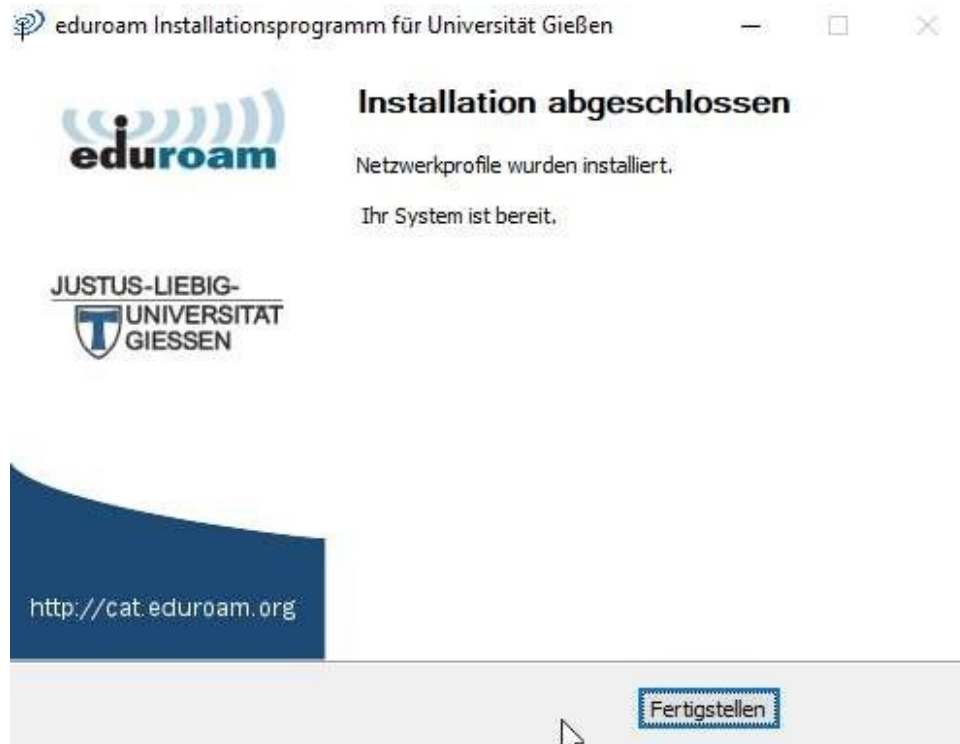 eduroam Installationsprogramm für Universität Gießen
eduroam
Installation abgeschlossen
Netzwerkprofile wurden installiert.
Ihr System ist bereit.
JUSTUS-LIEBIG-
UNIVERSITÄT
GIESSEN
http://cat.eduroam.org
Fertigstellen